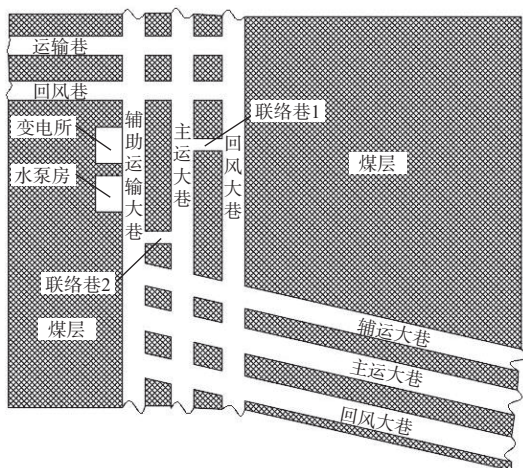 运输巷
回风巷
变电所
水泵房
辅助运输大巷
主运大巷
回风大巷
联络巷1
煤层
联络巷2
煤层
辅运大巷
主运大巷
回风大巷